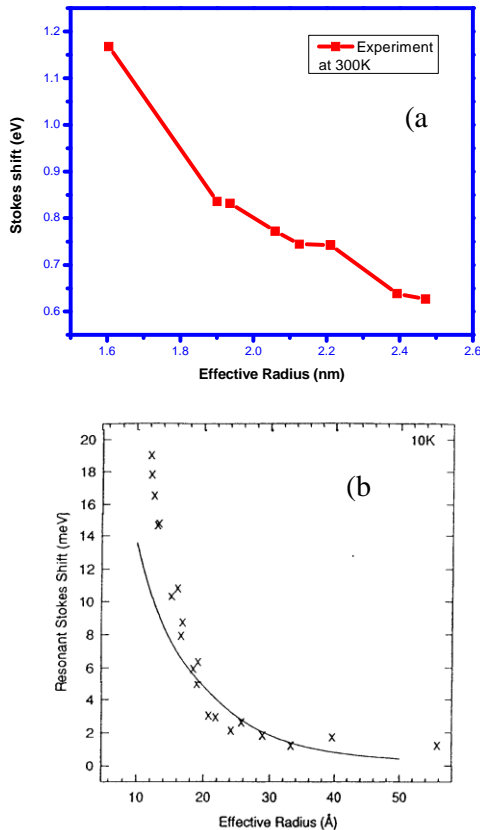 1.2
1.1
1.0
0.9
0.8
0.7
0.6
Stokes shift (eV)
Experiment
at 300K
(a
1.6 1.8 2.0 2.2 2.4 2.6
Effective Radius (nm)
20
18
16
14
12
10
8
6
4
2
0
Resonant Stokes Shift (meV)
10K
(b
10 20 30 40 50
Effective Radius (Å)